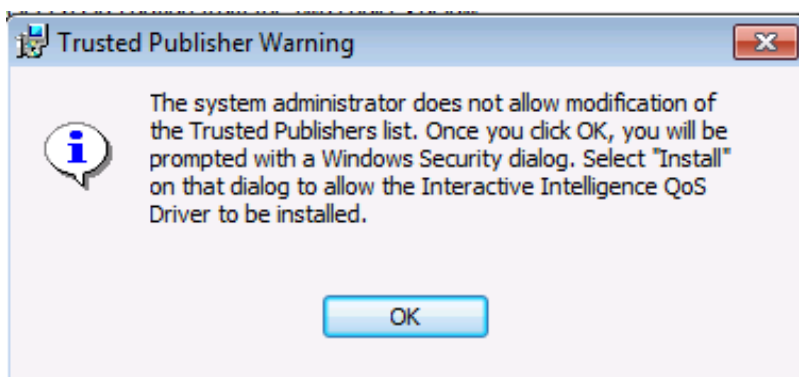 Trusted Publisher Warning
The system administrator does not allow modification of
the Trusted Publishers list. Once you click OK, you will be
prompted with a Windows Security dialog. Select "Install"
on that dialog to allow the Interactive Intelligence QoS
Driver to be installed.
OK